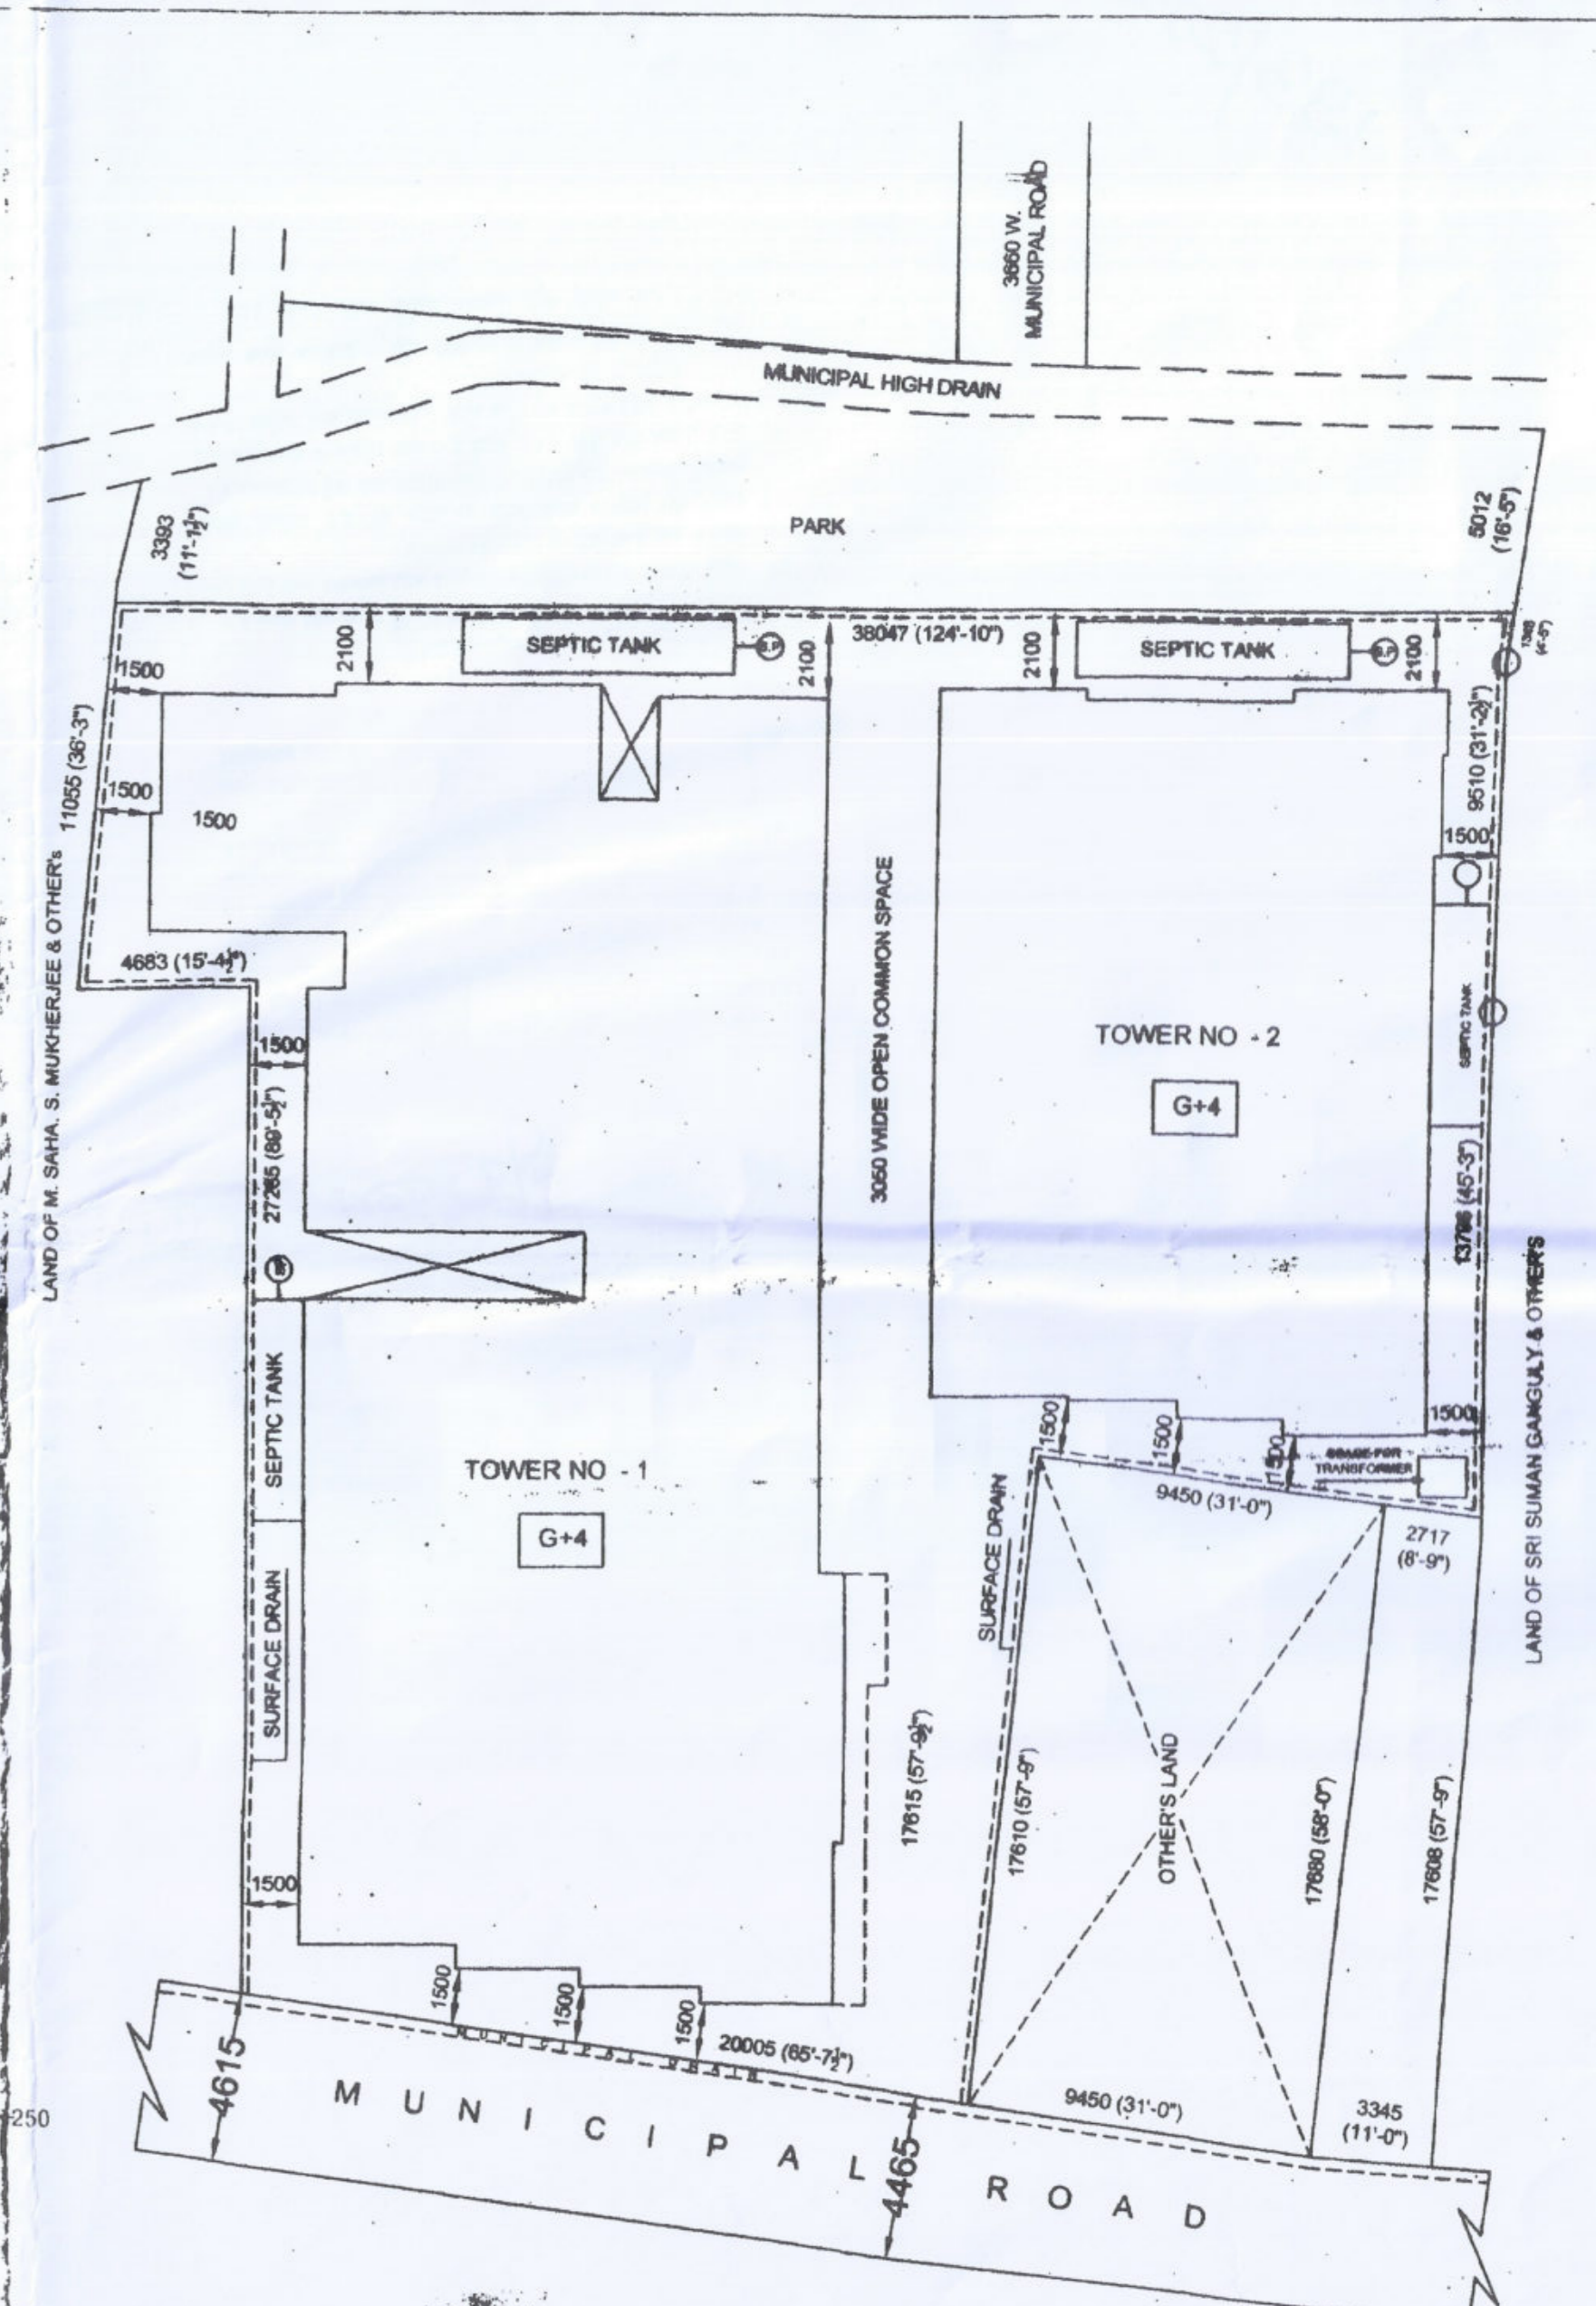 3660 W.
MUNICIPAL ROAD
MUNICIPAL HIGH DRAIN
3393
(11'-1½")
PARK
5012
(16'-5")
1500
2100
SEPTIC TANK
2100
38047 (124'-10")
2100
SEPTIC TANK
2100
11055 (36'-3")
1500
1500
9510 (31'-2½")
1500
LAND OF M. SAHA. S. MUKHERJEE & OTHER's
4683 (15'-4½")
1500
27265 (89'-5½")
3050 WIDE OPEN COMMON SPACE
TOWER NO - 2
G+4
SEPTIC TANK
(45'-3")
LAND OF SRI SUMAN GANGULY & OTHER'S
SEPTIC TANK
TOWER NO - 1
G+4
1500
1500
1500
1500
SPACE FOR
TRANSFORMER
9450 (31'-0")
2717
(8'-9")
SURFACE DRAIN
SURFACE DRAIN
17615 (57'-9½")
17610 (57'-9")
OTHER'S LAND
17680 (58'-0")
17608 (57'-9")
1500
1500
1500
1500
20005 (65'-7½")
4615
9450 (31'-0")
3345
(11'-0")
4465
MUNICIPAL ROAD
250